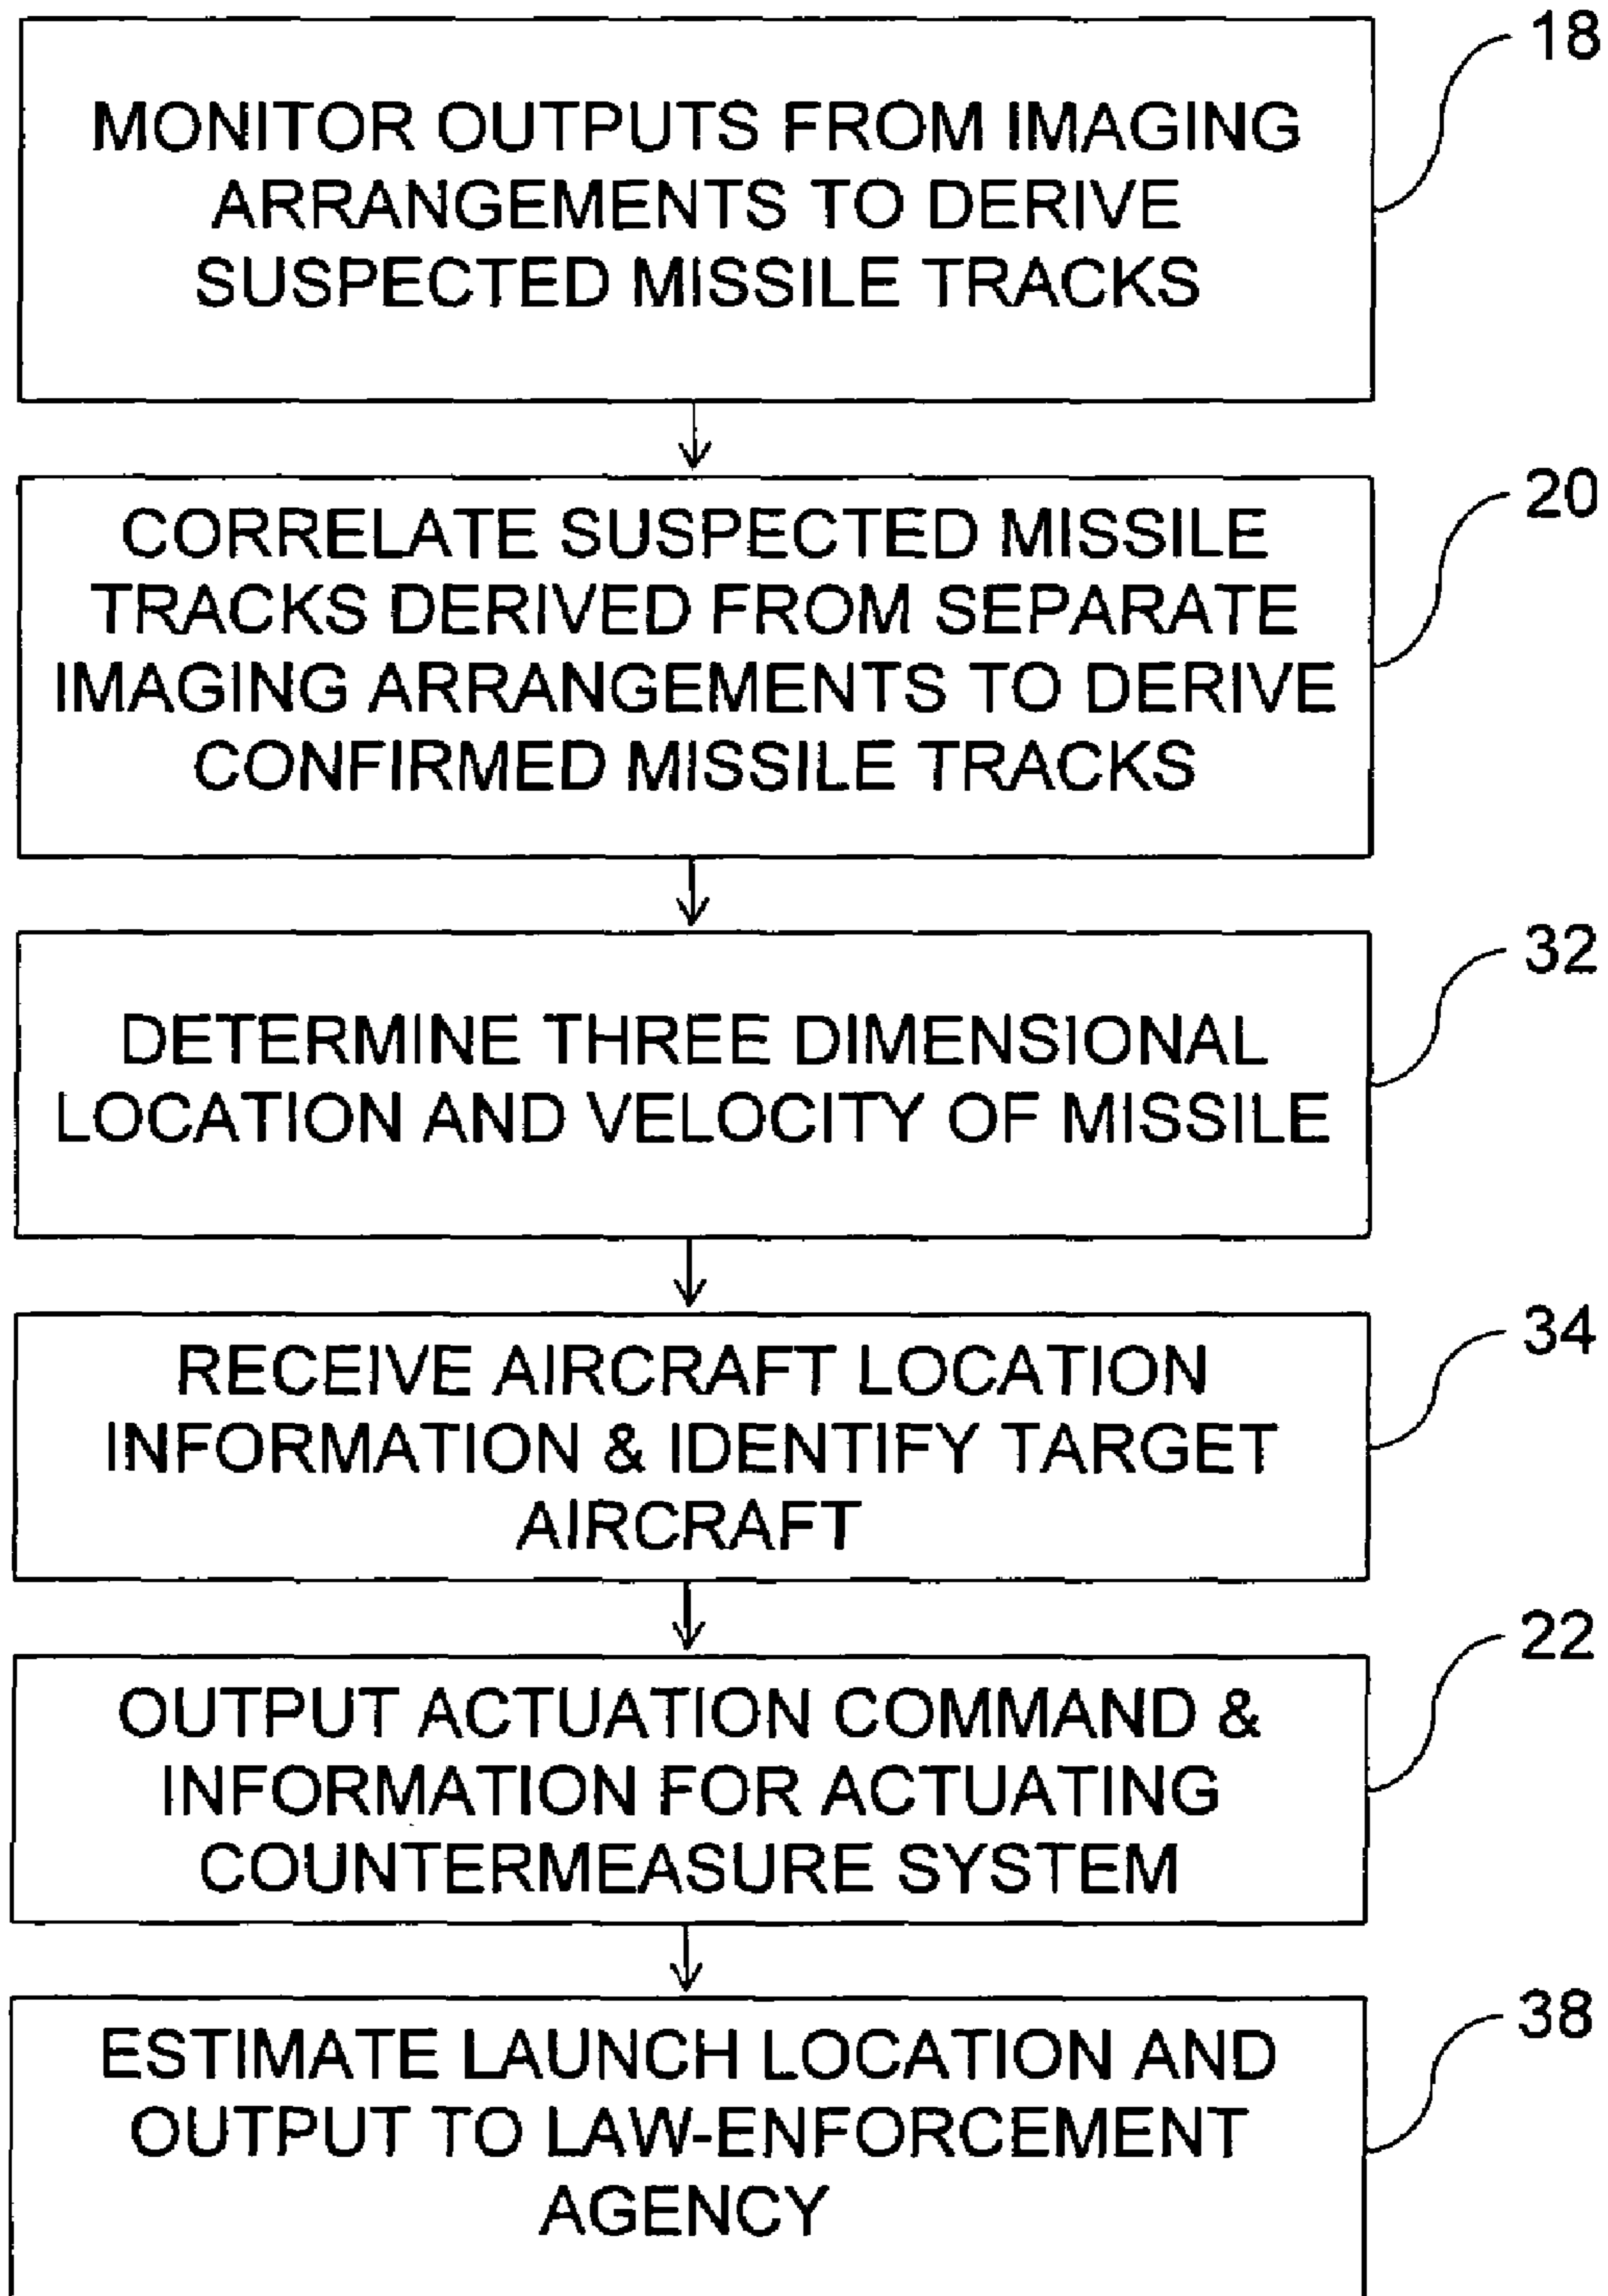 18
MONITOR OUTPUTS FROM IMAGING
ARRANGEMENTS TO DERIVE
SUSPECTED MISSILE TRACKS
20
CORRELATE SUSPECTED MISSILE
TRACKS DERIVED FROM SEPARATE
IMAGING ARRANGEMENTS TO DERIVE
CONFIRMED MISSILE TRACKS
32
DETERMINE THREE DIMENSIONAL
LOCATION AND VELOCITY OF MISSILE
34
RECEIVE AIRCRAFT LOCATION
INFORMATION & IDENTIFY TARGET
AIRCRAFT
22
OUTPUT ACTUATION COMMAND &
INFORMATION FOR ACTUATING
COUNTERMEASURE SYSTEM
38
ESTIMATE LAUNCH LOCATION AND
OUTPUT TO LAW-ENFORCEMENT
AGENCY